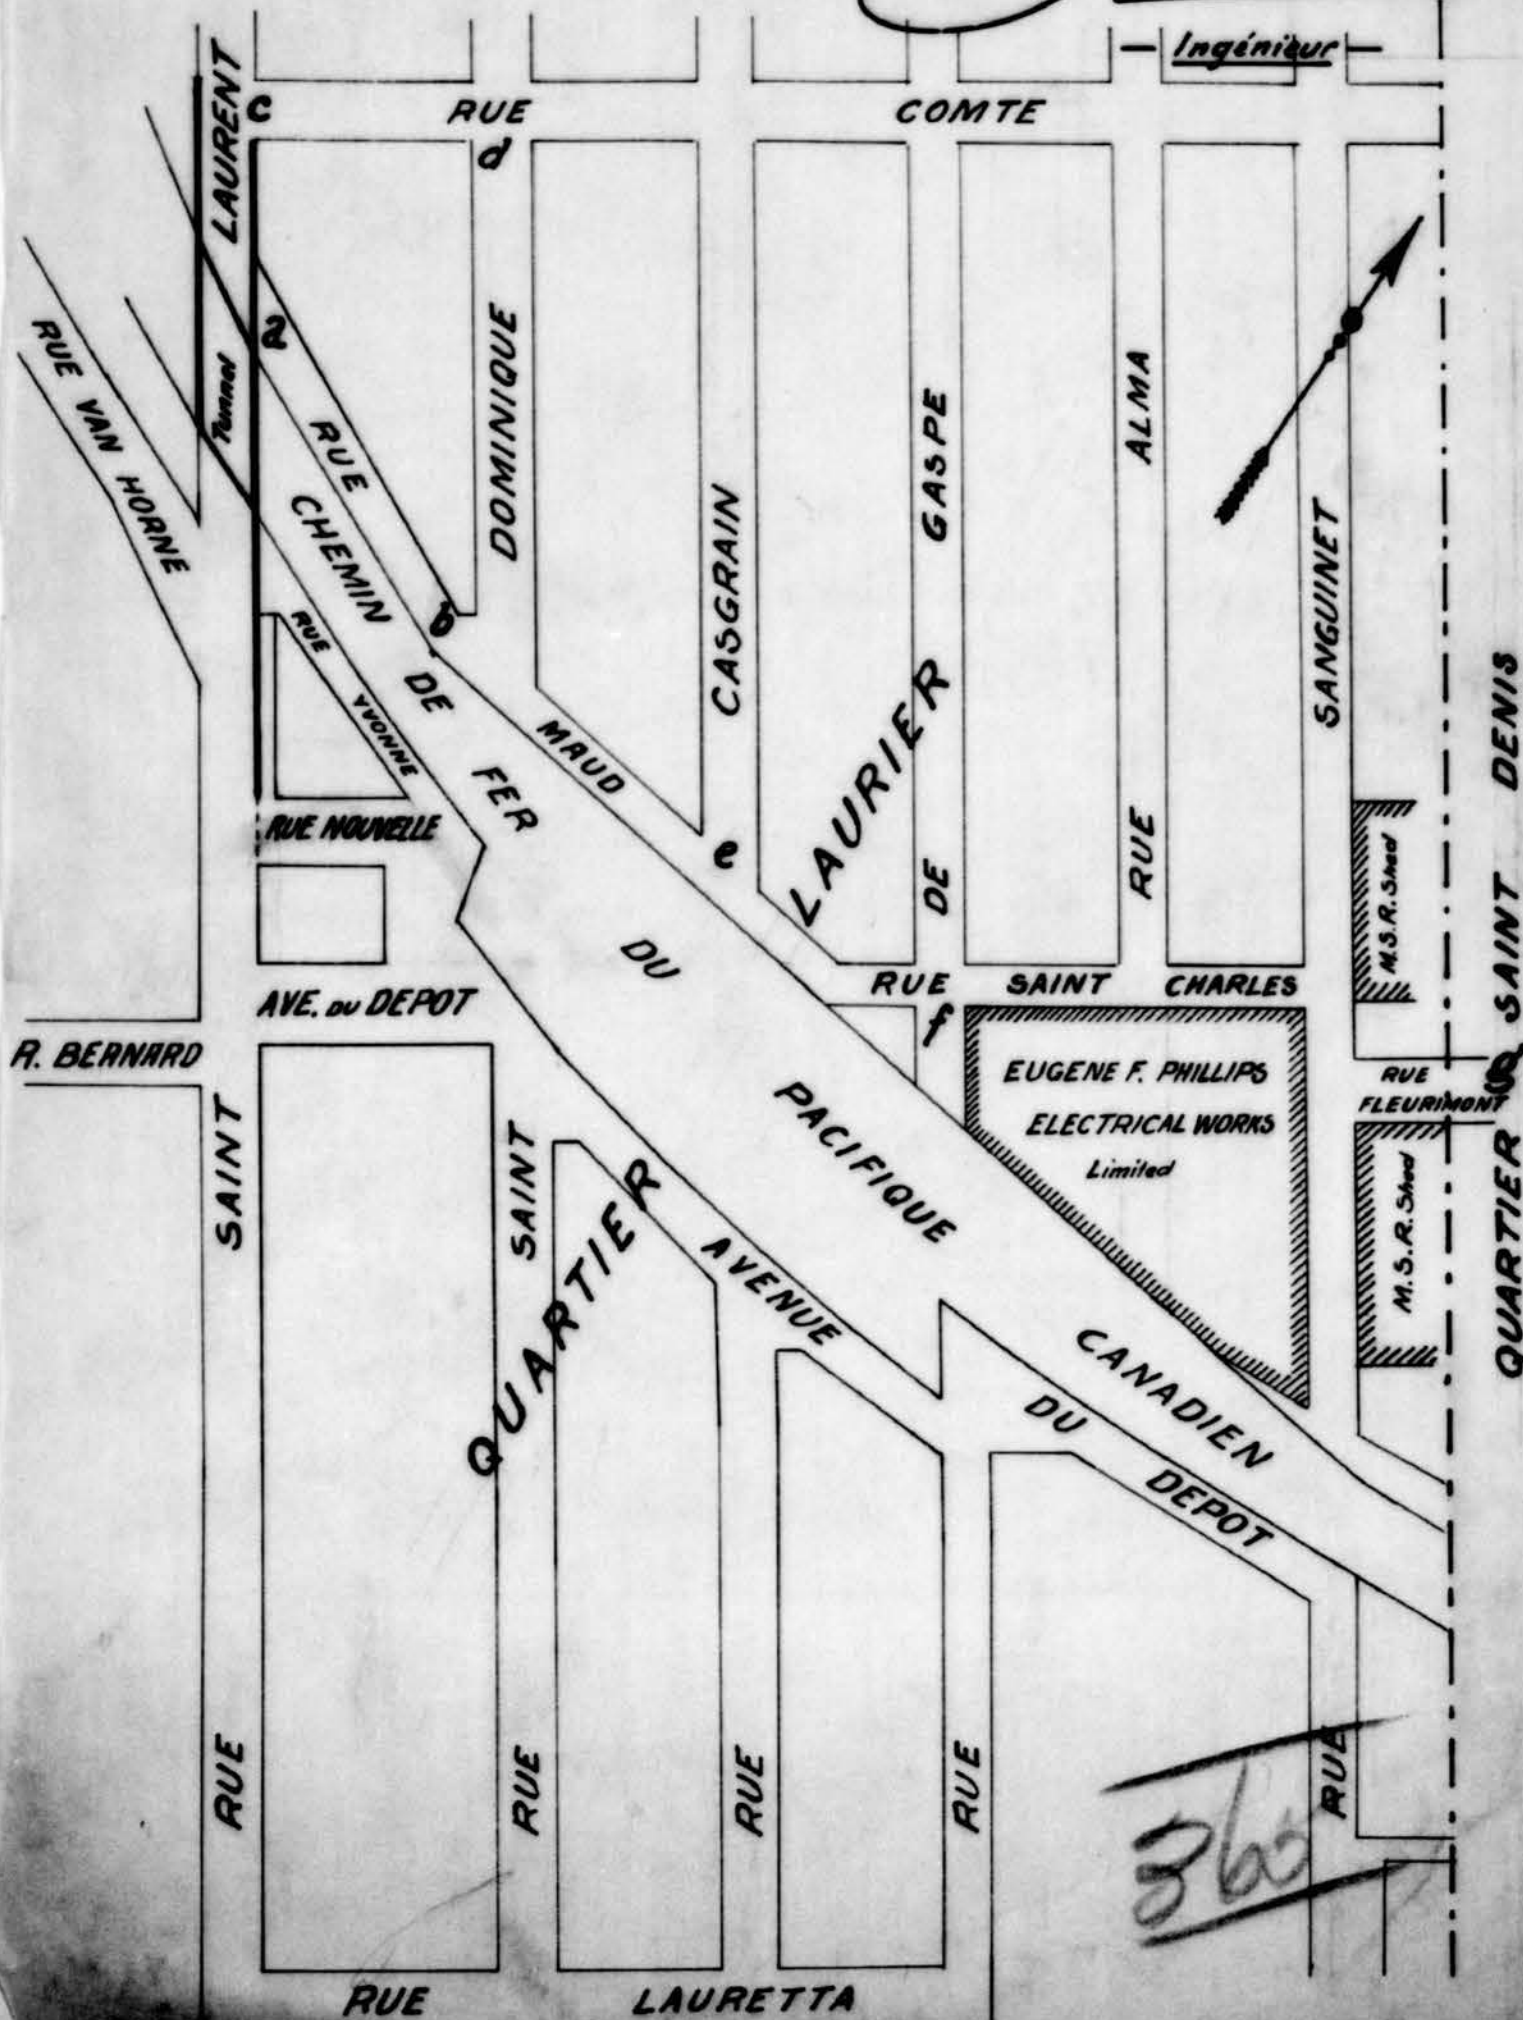 — Ingénieur —
LAURENT
c
RUE COMTE
d
a
Tunnel
RUE VAN HORNE
RUE
CHEMIN
DOMINIQUE
CASGRAIN
GASPE
ALMA
SANGUINET
b
RUE YVONNE
DE
FER
MAUD
RUE NOUVELLE
e
LAURIER
DE
RUE
M.S.R. Shed
QUARTIER SAINT DENIS
DU
AVE. DU DEPOT
RUE SAINT CHARLES
f
R. BERNARD
EUGENE F. PHILLIPS
ELECTRICAL WORKS
Limited
RUE
FLEURIMONT
PACIFIQUE
SAINT
SAINT
QUARTIER
M.S.R. Shed
AVENUE
CANADIEN
DU
DEPOT
RUE
RUE
RUE
RUE
RUE
RUE LAURETTA